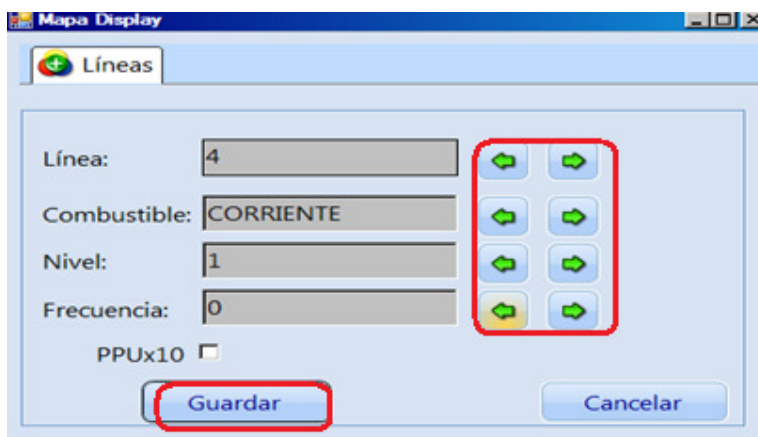 Mapa Display
Líneas
Línea: 4
Combustible: CORRIENTE
Nivel: 1
Frecuencia: 0
PPUx10
Guardar Cancelar